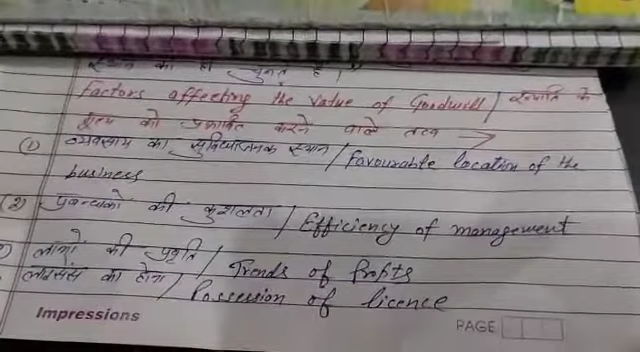 स्थान को ही चुनते हैं।
Factors affecting the value of Goodwill / ख्याति के
मूल्य को प्रभावित करने वाले तत्व →
(1) व्यवसाय का सुविधाजनक स्थान / favourable location of the
business
(2) प्रबन्धकों की कुशलता / Efficiency of management
लाभों की प्रवृति / Trends of Profits
लाइसेंस का होना / Possession of licence
Impressions
PAGE